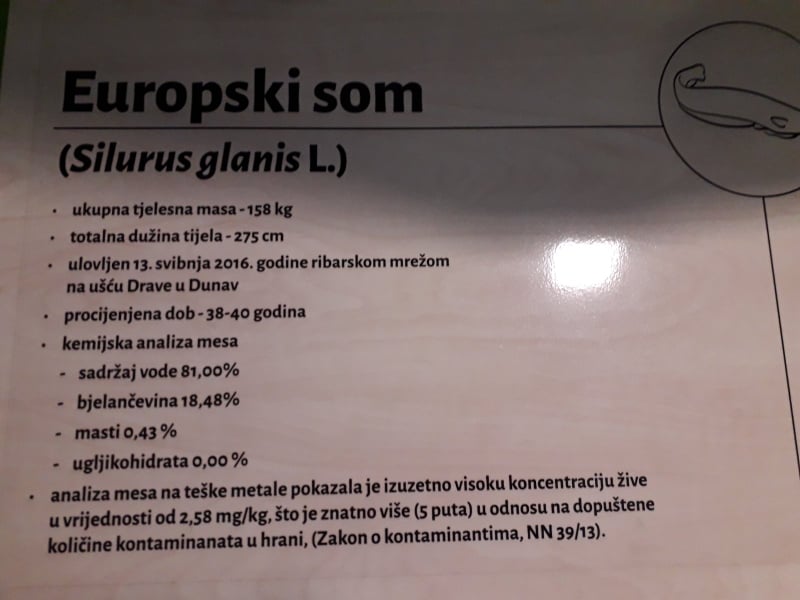 Europski som
(Silurus glanis L.)
• ukupna tjelesna masa - 158 kg
• totalna dužina tijela - 275 cm
• ulovljen 13. svibnja 2016. godine ribarskom mrežom
na ušću Drave u Dunav
• procijenjena dob - 38-40 godina
• kemijska analiza mesa
- sadržaj vode 81,00%
- bjelančevina 18,48%
- masti 0,43 %
- ugljikohidrata 0,00 %
• analiza mesa na teške metale pokazala je izuzetno visoku koncentraciju žive
u vrijednosti od 2,58 mg/kg, što je znatno više (5 puta) u odnosu na dopuštene
količine kontaminanata u hrani, (Zakon o kontaminantima, NN 39/13).